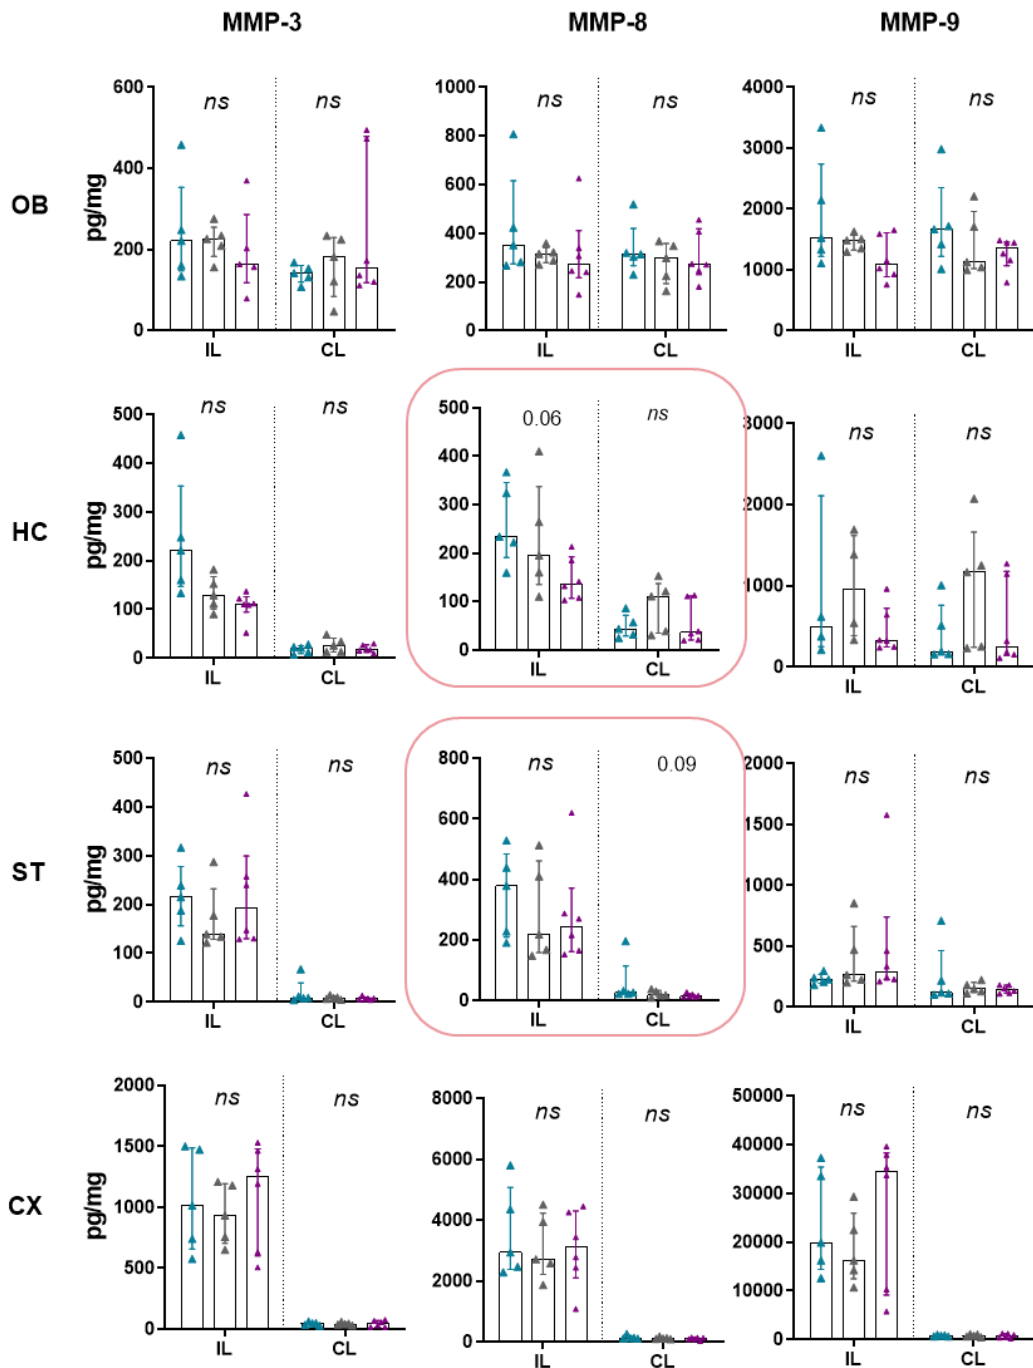 MMP-3 MMP-8 MMP-9
OB
pg/mg
600
400
200
0
ns ns
IL CL
1000
800
600
400
200
0
ns ns
IL CL
4000
3000
2000
1000
0
ns ns
IL CL
HC
pg/mg
500
400
300
200
100
0
ns ns
IL CL
500
400
300
200
100
0
0.06 ns
IL CL
3000
2000
1000
0
ns ns
IL CL
ST
pg/mg
500
400
300
200
100
0
ns ns
IL CL
800
600
400
200
0
ns 0.09
IL CL
2000
1500
1000
500
0
ns ns
IL CL
CX
pg/mg
2000
1500
1000
500
0
ns ns
IL CL
8000
6000
4000
2000
0
ns ns
IL CL
50000
40000
30000
20000
10000
0
ns ns
IL CL